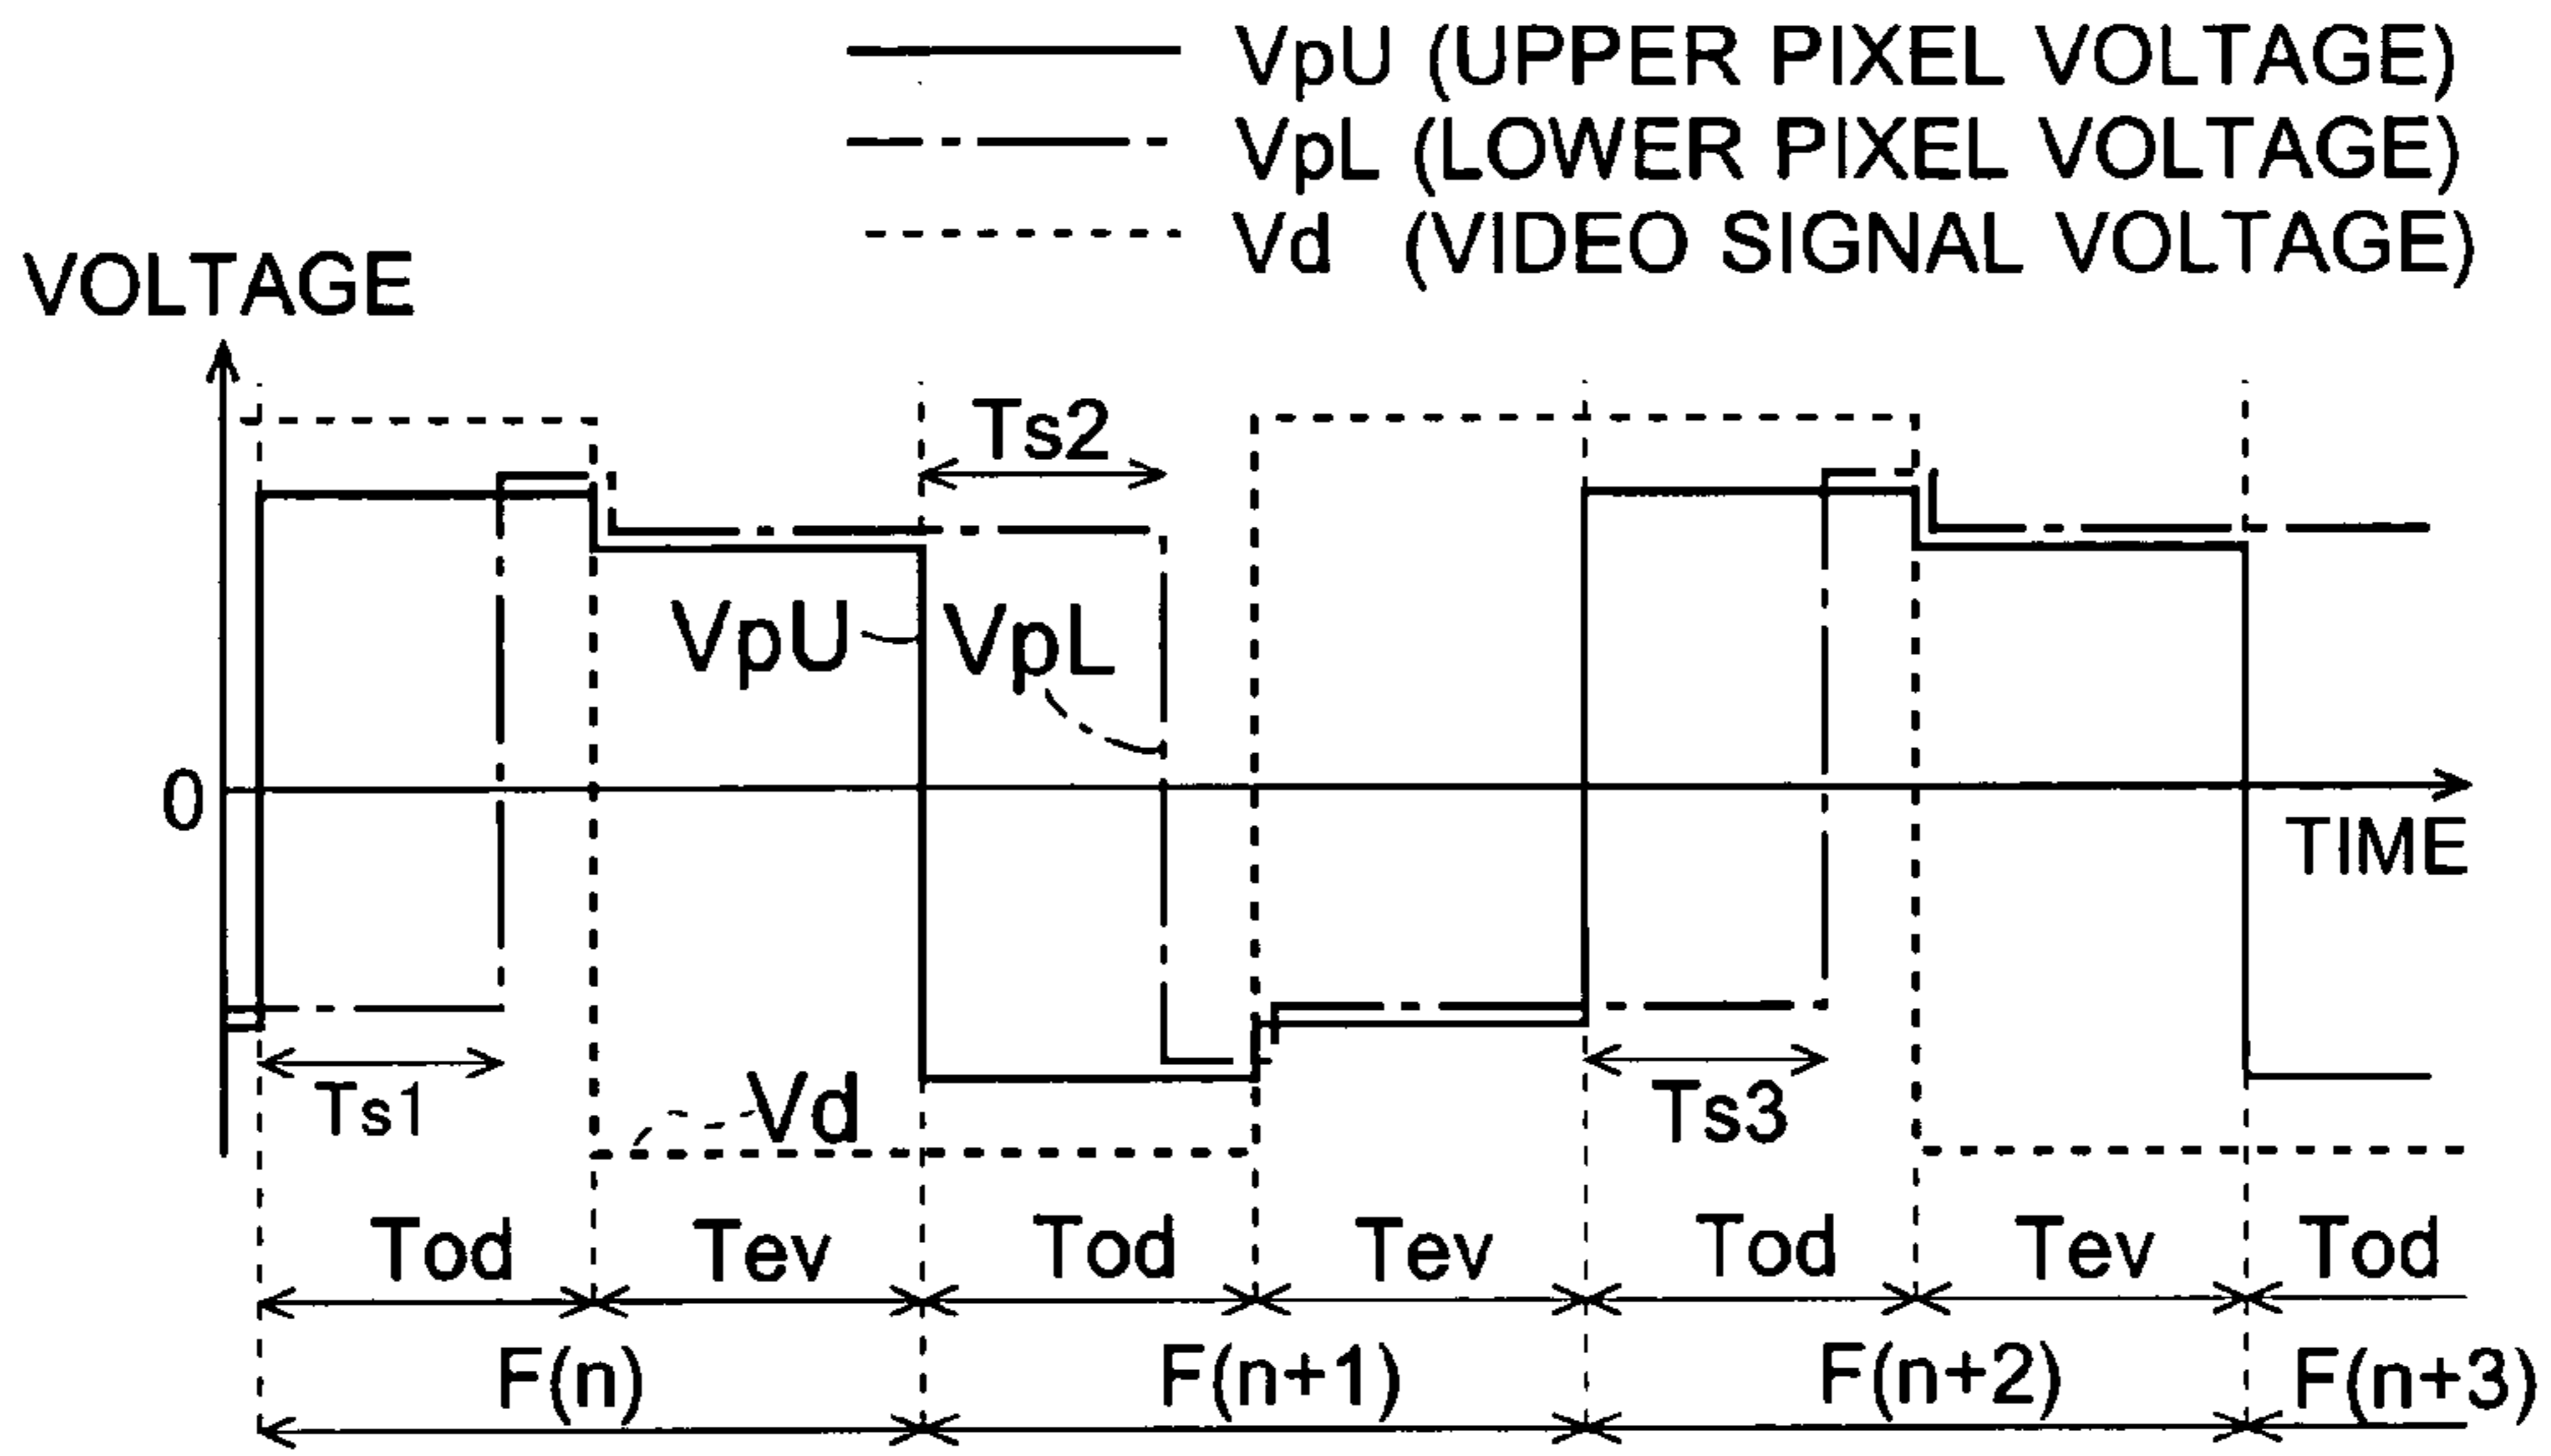 VpU (UPPER PIXEL VOLTAGE)
VpL (LOWER PIXEL VOLTAGE)
Vd (VIDEO SIGNAL VOLTAGE)
VOLTAGE
Ts2
VpU
VpL
0
TIME
Ts1
Vd
Ts3
Tod Tev Tod Tev Tod Tev Tod
F(n) F(n+1) F(n+2) F(n+3)